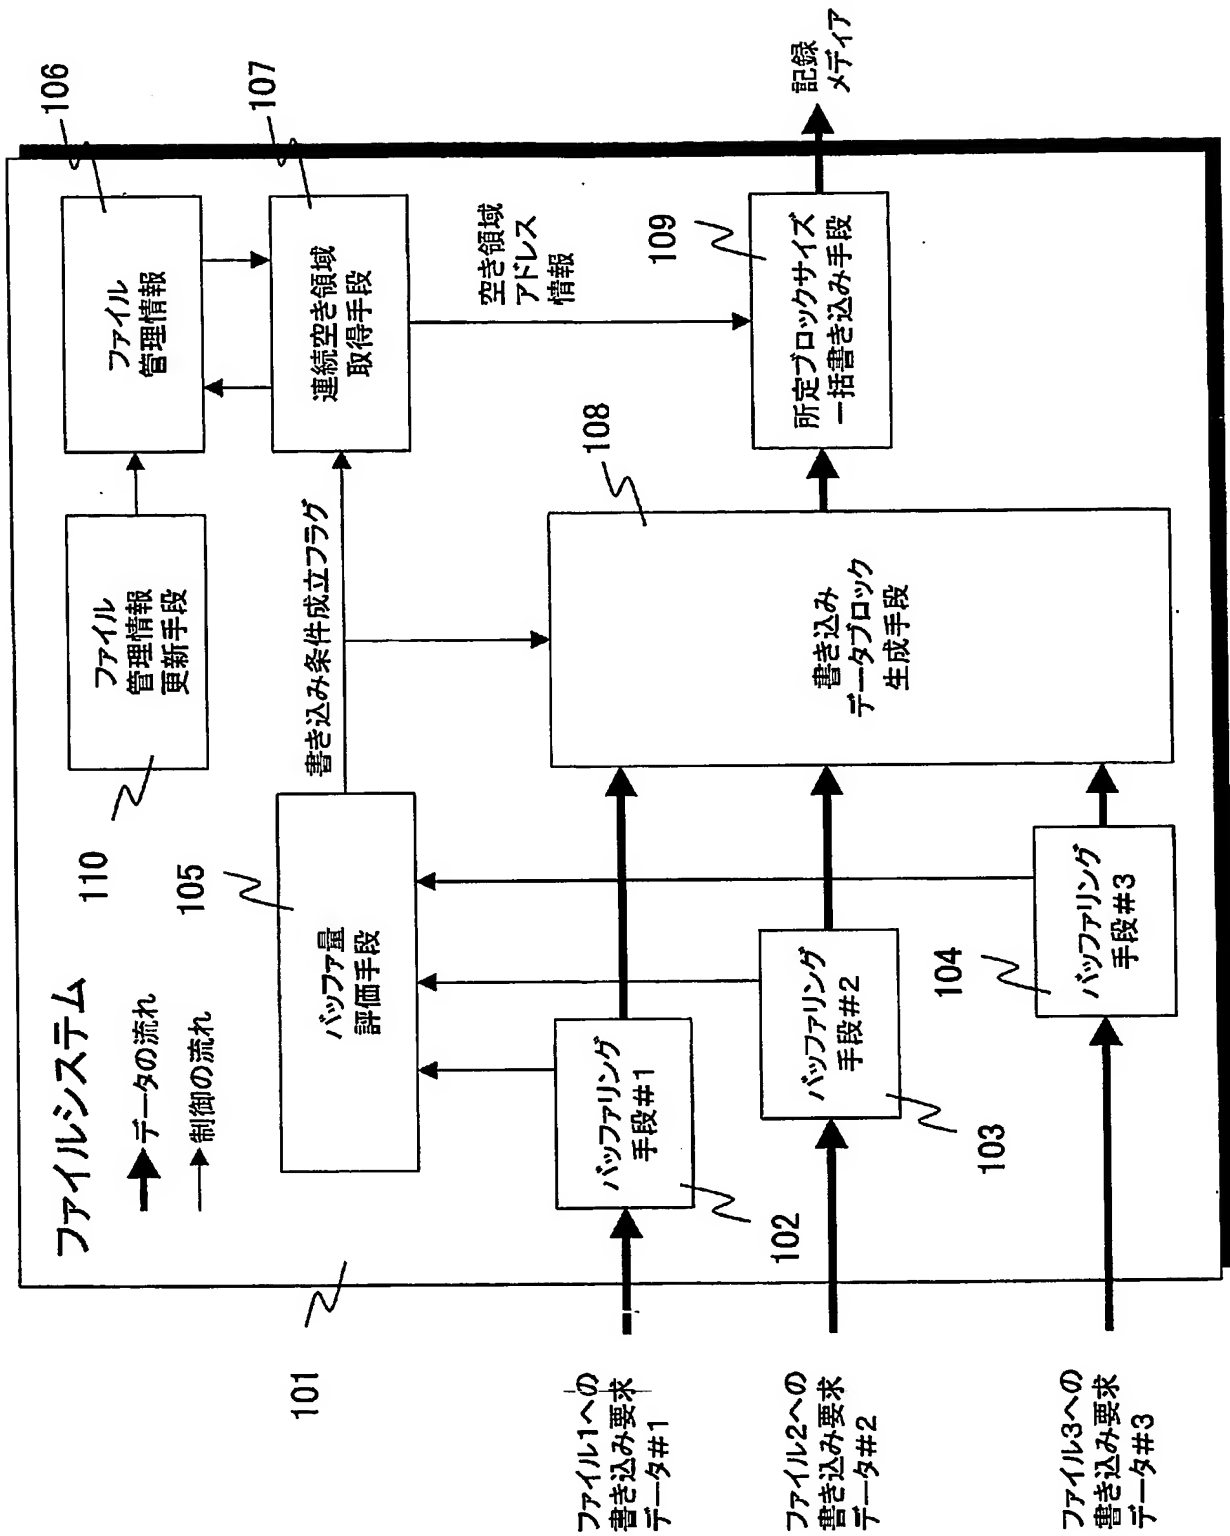 ファイルシステム
データの流れ
制御の流れ
101
110
ファイル
管理情報
更新手段
106
ファイル
管理情報
105
バッファ量
評価手段
書き込み条件成立フラグ
107
連続空き領域
取得手段
空き領域
アドレス
情報
ファイル1への
書き込み要求
データ#1
バッファリング
手段#1
102
ファイル2への
書き込み要求
データ#2
バッファリング
手段#2
103
ファイル3への
書き込み要求
データ#3
104
バッファリング
手段#3
108
書き込み
データブロック
生成手段
109
所定ブロックサイズ
一括書き込み手段
記録
メディア